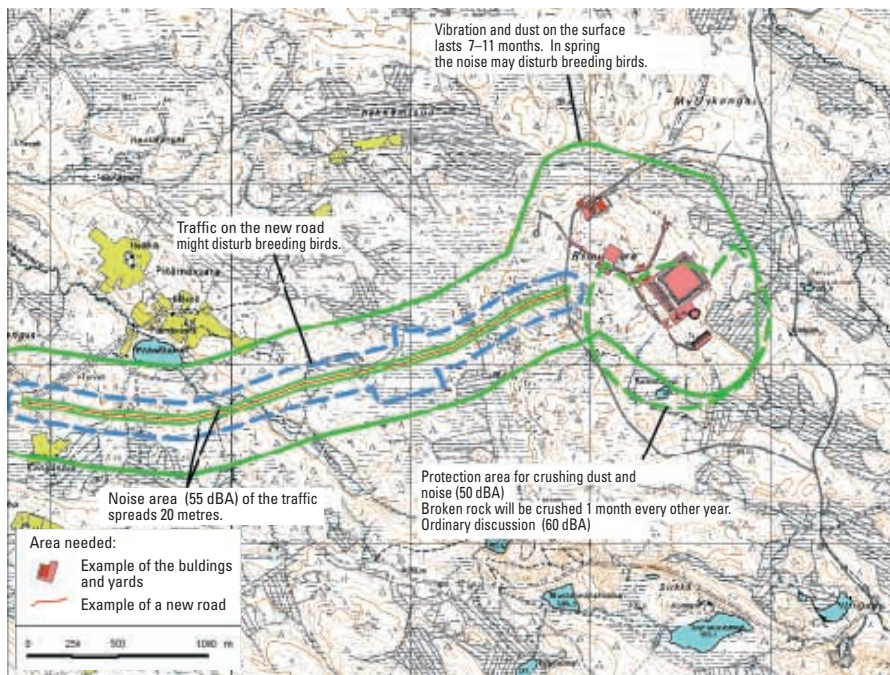 Vibration and dust on the surface
lasts 7–11 months. In spring
the noise may disturb breeding birds.
Traffic on the new road
might disturb breeding birds.
Noise area (55 dBA) of the traffic
spreads 20 metres.
Protection area for crushing dust and
noise (50 dBA)
Broken rock will be crushed 1 month every other year.
Ordinary discussion (60 dBA)
Area needed:
Example of the buldings
and yards
Example of a new road
0 250 500 1000 m